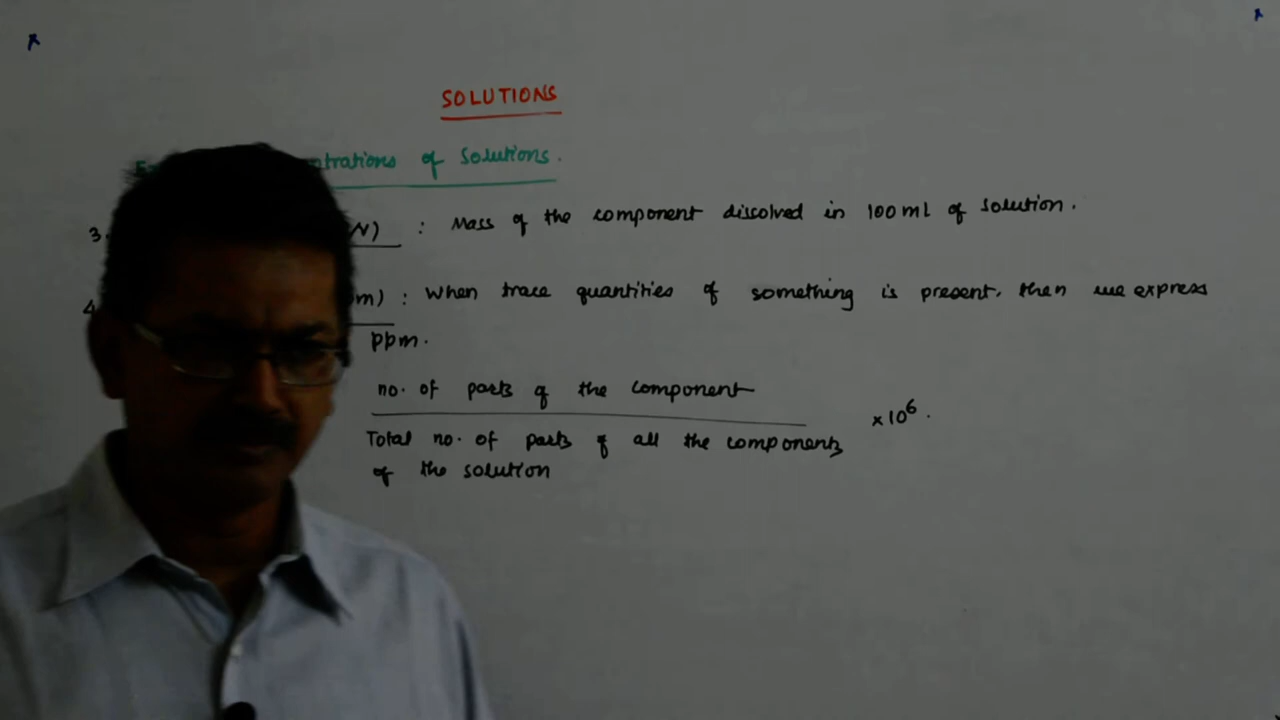 SOLUTIONS
of Solutions.
3. : Mass of the component dissolved in 100 ml of solution.
4 : When trace quantities of something is present, then we express
ppm.
no. of parts of the component
Total no. of parts of all the components ×10⁶.
of the solution